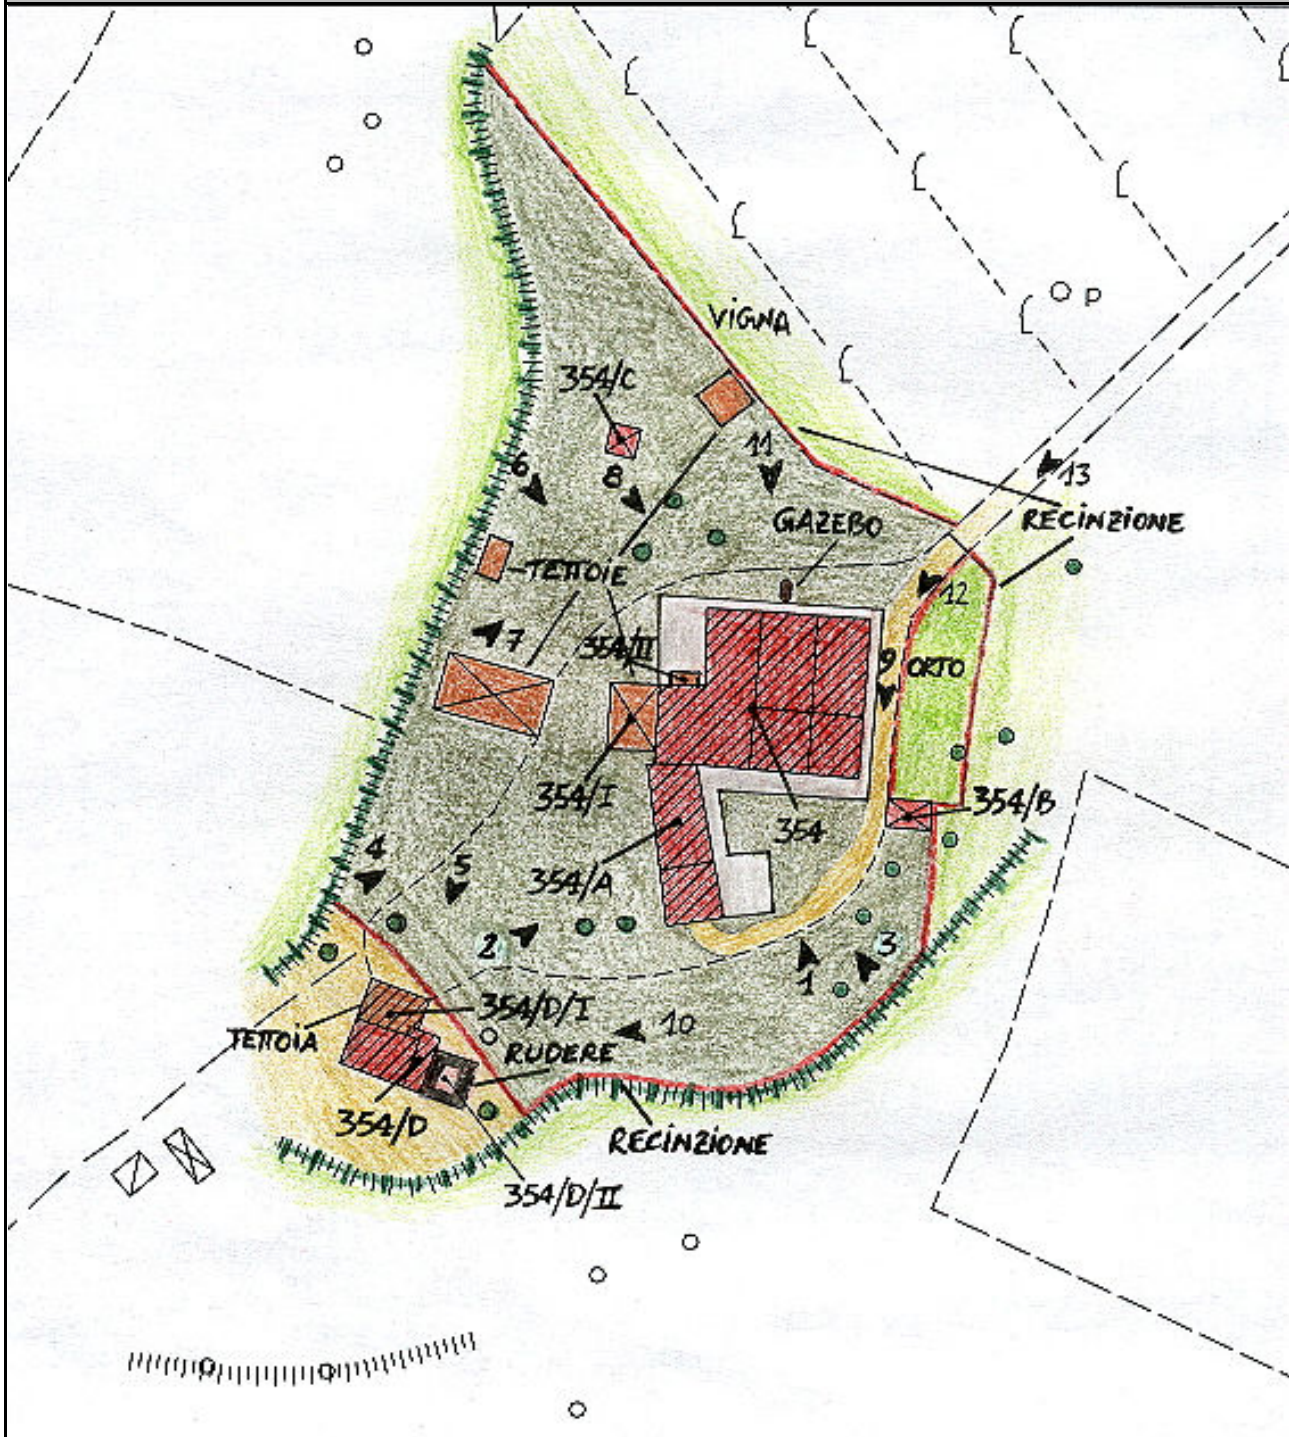 P
VIGNA
354/C
11
13
6
8
GAZEBO
RECINZIONE
TETTOIE
12
7
354/II
9
ORTO
354/I
354/B
354
4
5
354/A
2
3
1
354/D/I
10
TETTOIA
RUDERE
354/D
RECINZIONE
354/D/II